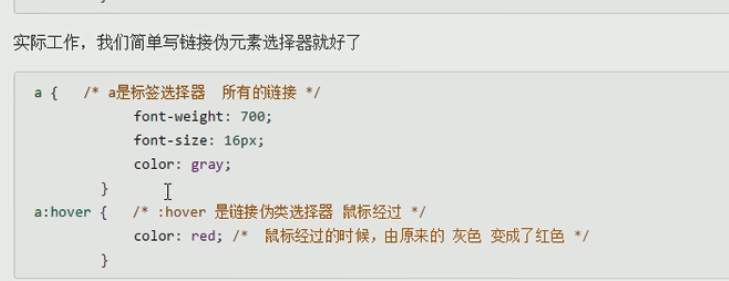 实际工作，我们简单写链接伪元素选择器就好了
a {   /* a是标签选择器  所有的链接 */
font-weight: 700;
font-size: 16px;
color: gray;
}
a:hover {   /* :hover 是链接伪类选择器 鼠标经过 */
color: red; /*  鼠标经过的时候，由原来的 灰色 变成了红色 */
}